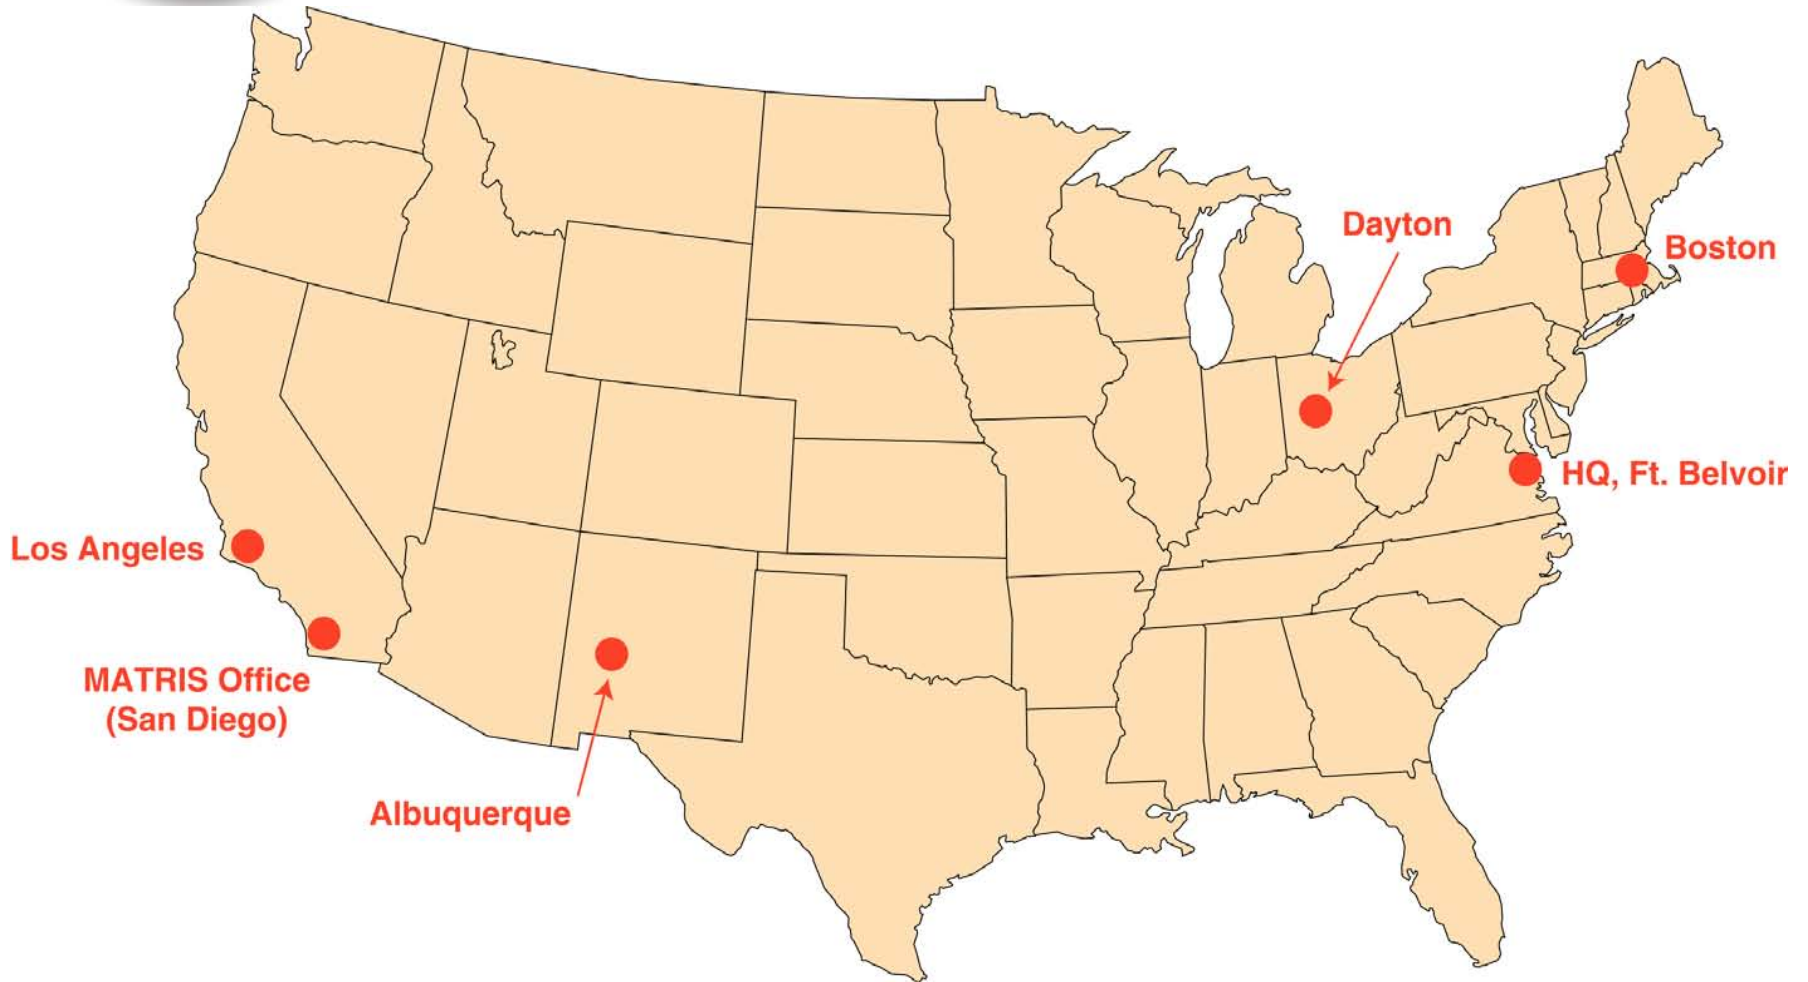 Dayton
Boston
HQ, Ft. Belvoir
Los Angeles
MATRIS Office
(San Diego)
Albuquerque